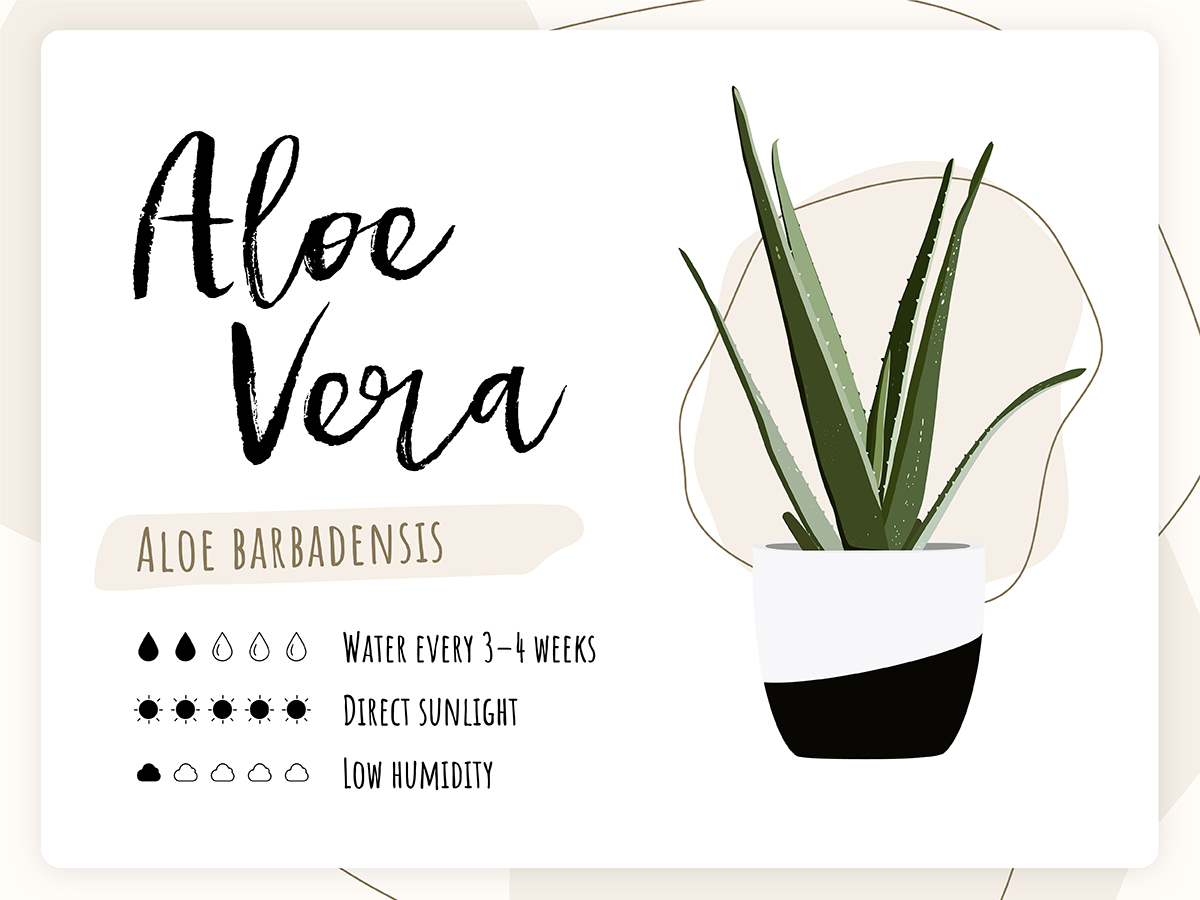 Aloe
Vera
Aloe barbadensis
Water every 3–4 weeks
Direct sunlight
Low humidity